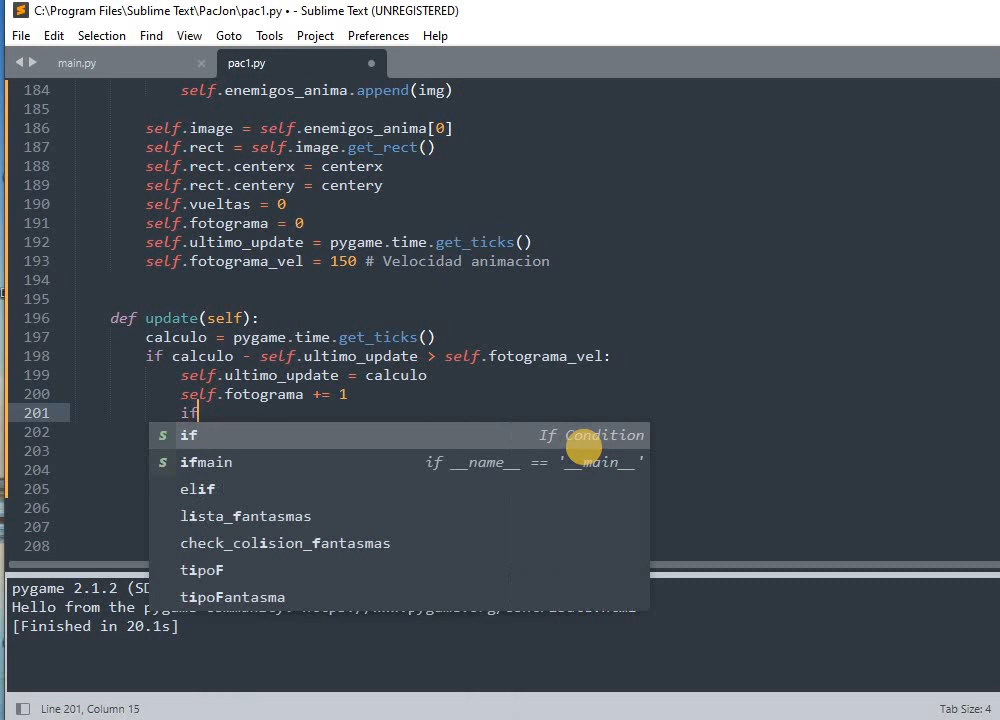 C:\Program Files\Sublime Text\PacJon\pac1.py • - Sublime Text (UNREGISTERED)
File Edit Selection Find View Goto Tools Project Preferences Help
main.py × pac1.py
184 self.enemigos_anima.append(img)
185
186 self.image = self.enemigos_anima[0]
187 self.rect = self.image.get_rect()
188 self.rect.centerx = centerx
189 self.rect.centery = centery
190 self.vueltas = 0
191 self.fotograma = 0
192 self.ultimo_update = pygame.time.get_ticks()
193 self.fotograma_vel = 150 # Velocidad animacion
194
195
196 def update(self):
197 calculo = pygame.time.get_ticks()
198 if calculo - self.ultimo_update > self.fotograma_vel:
199 self.ultimo_update = calculo
200 self.fotograma += 1
201 if
202 s if If Condition
203 s ifmain if __name__ == '__main__'
204 elif
205 lista_fantasmas
206 check_colision_fantasmas
207 tipoF
208 tipoFantasma
pygame 2.1.2 (SD
Hello from the
[Finished in 20.1s]
Line 201, Column 15
Tab Size: 4